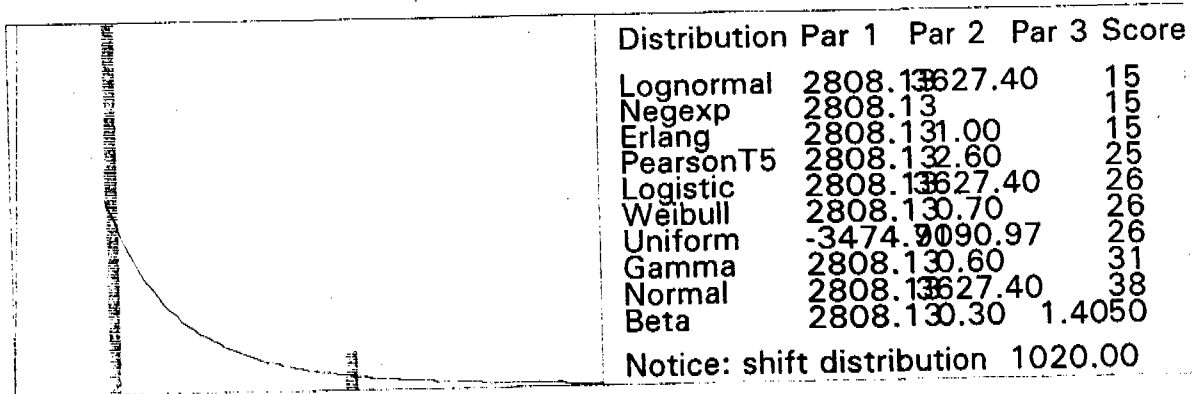 Distribution Par 1 Par 2 Par 3 Score
Lognormal 2808.13 3627.40 15
Negexp 2808.13 15
Erlang 2808.13 1.00 15
PearsonT5 2808.13 2.60 25
Logistic 2808.13 3627.40 26
Weibull 2808.13 0.70 26
Uniform -3474.71 9090.97 26
Gamma 2808.13 0.60 31
Normal 2808.13 3627.40 38
Beta 2808.13 0.30 1.40 50
Notice: shift distribution 1020.00